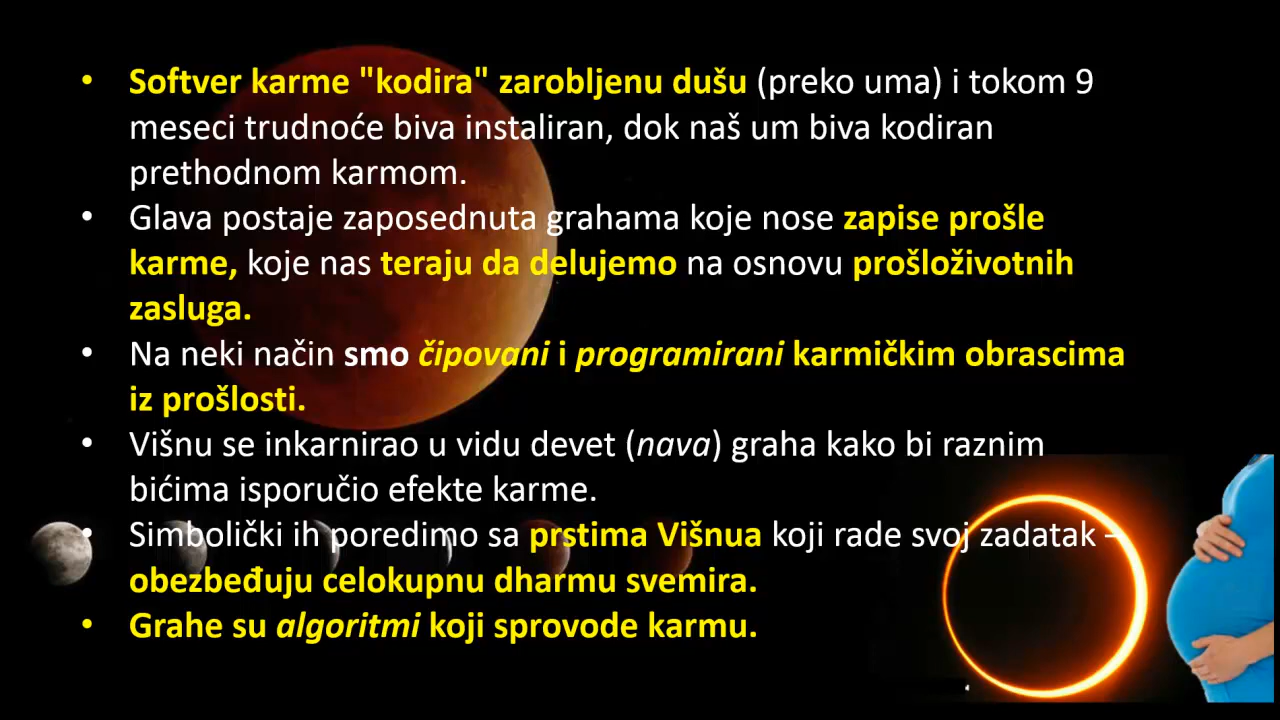 • Softver karme "kodira" zarobljenu dušu (preko uma) i tokom 9
meseci trudnoće biva instaliran, dok naš um biva kodiran
prethodnom karmom.
• Glava postaje zaposednuta grahama koje nose zapise prošle
karme, koje nas teraju da delujemo na osnovu prošloživotnih
zasluga.
• Na neki način smo čipovani i programirani karmičkim obrascima
iz prošlosti.
• Višnu se inkarnirao u vidu devet (nava) graha kako bi raznim
bićima isporučio efekte karme.
• Simbolički ih poredimo sa prstima Višnua koji rade svoj zadatak –
obezbeđuju celokupnu dharmu svemira.
• Grahe su algoritmi koji sprovode karmu.